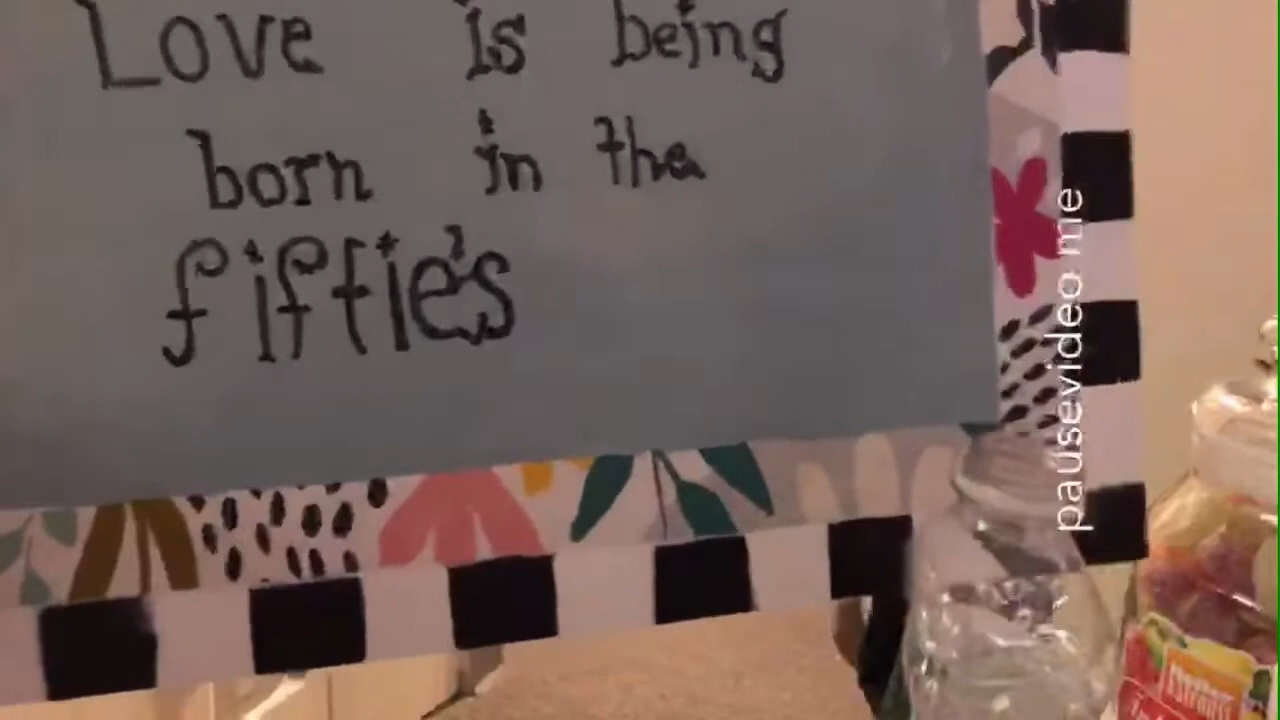 Love is being
born in the
fiftie's
pausevideo me